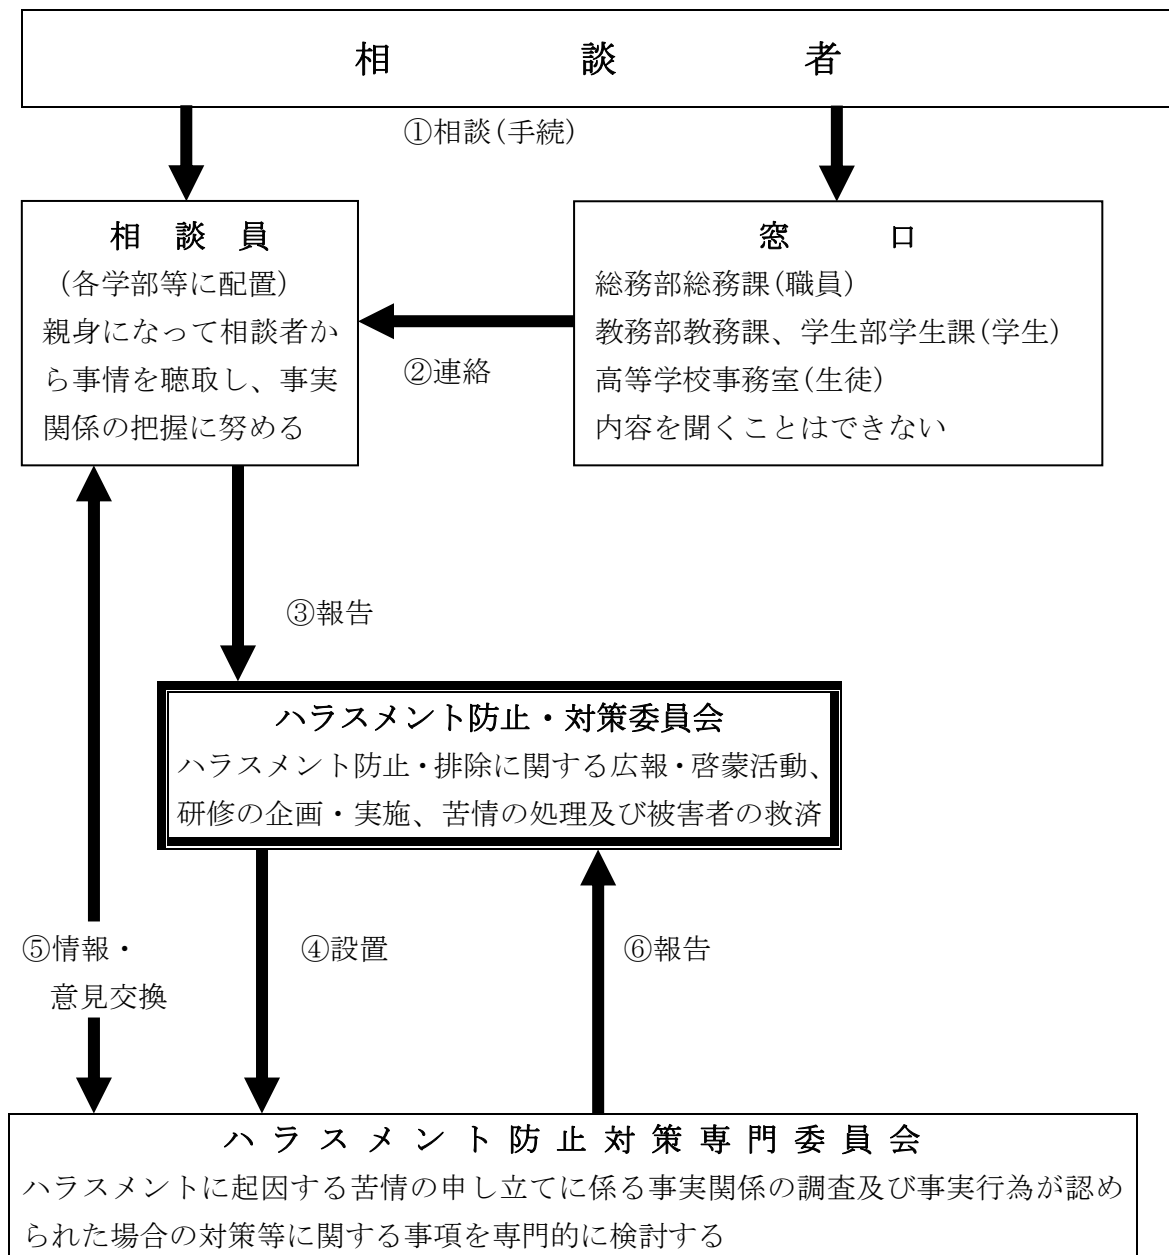 相談者
①相談(手続)
相談員
(各学部等に配置)
親身になって相談者か
ら事情を聴取し、事実
関係の把握に努める
窓口
総務部総務課(職員)
教務部教務課、学生部学生課(学生)
高等学校事務室(生徒)
内容を聞くことはできない
②連絡
③報告
ハラスメント防止・対策委員会
ハラスメント防止・排除に関する広報・啓蒙活動、
研修の企画・実施、苦情の処理及び被害者の救済
⑤情報・
意見交換
④設置
⑥報告
ハラスメント防止対策専門委員会
ハラスメントに起因する苦情の申し立てに係る事実関係の調査及び事実行為が認め
られた場合の対策等に関する事項を専門的に検討する